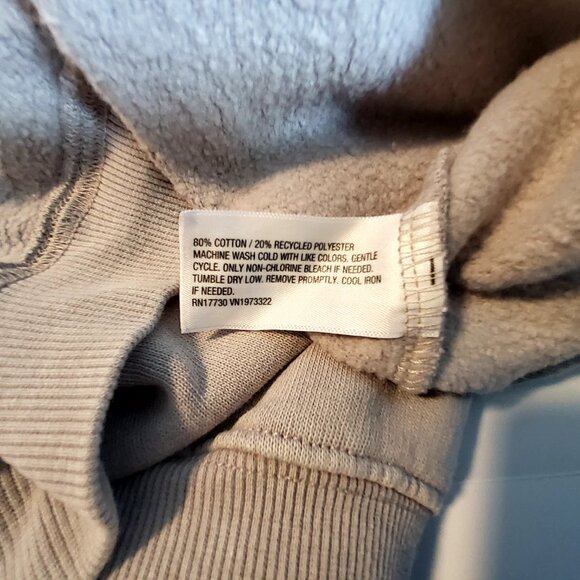 80% COTTON / 20% RECYCLED POLYESTER
MACHINE WASH COLD WITH LIKE COLORS. GENTLE
CYCLE. ONLY NON-CHLORINE BLEACH IF NEEDED.
TUMBLE DRY LOW. REMOVE PROMPTLY. COOL IRON
IF NEEDED.
RN17730 VN1973322